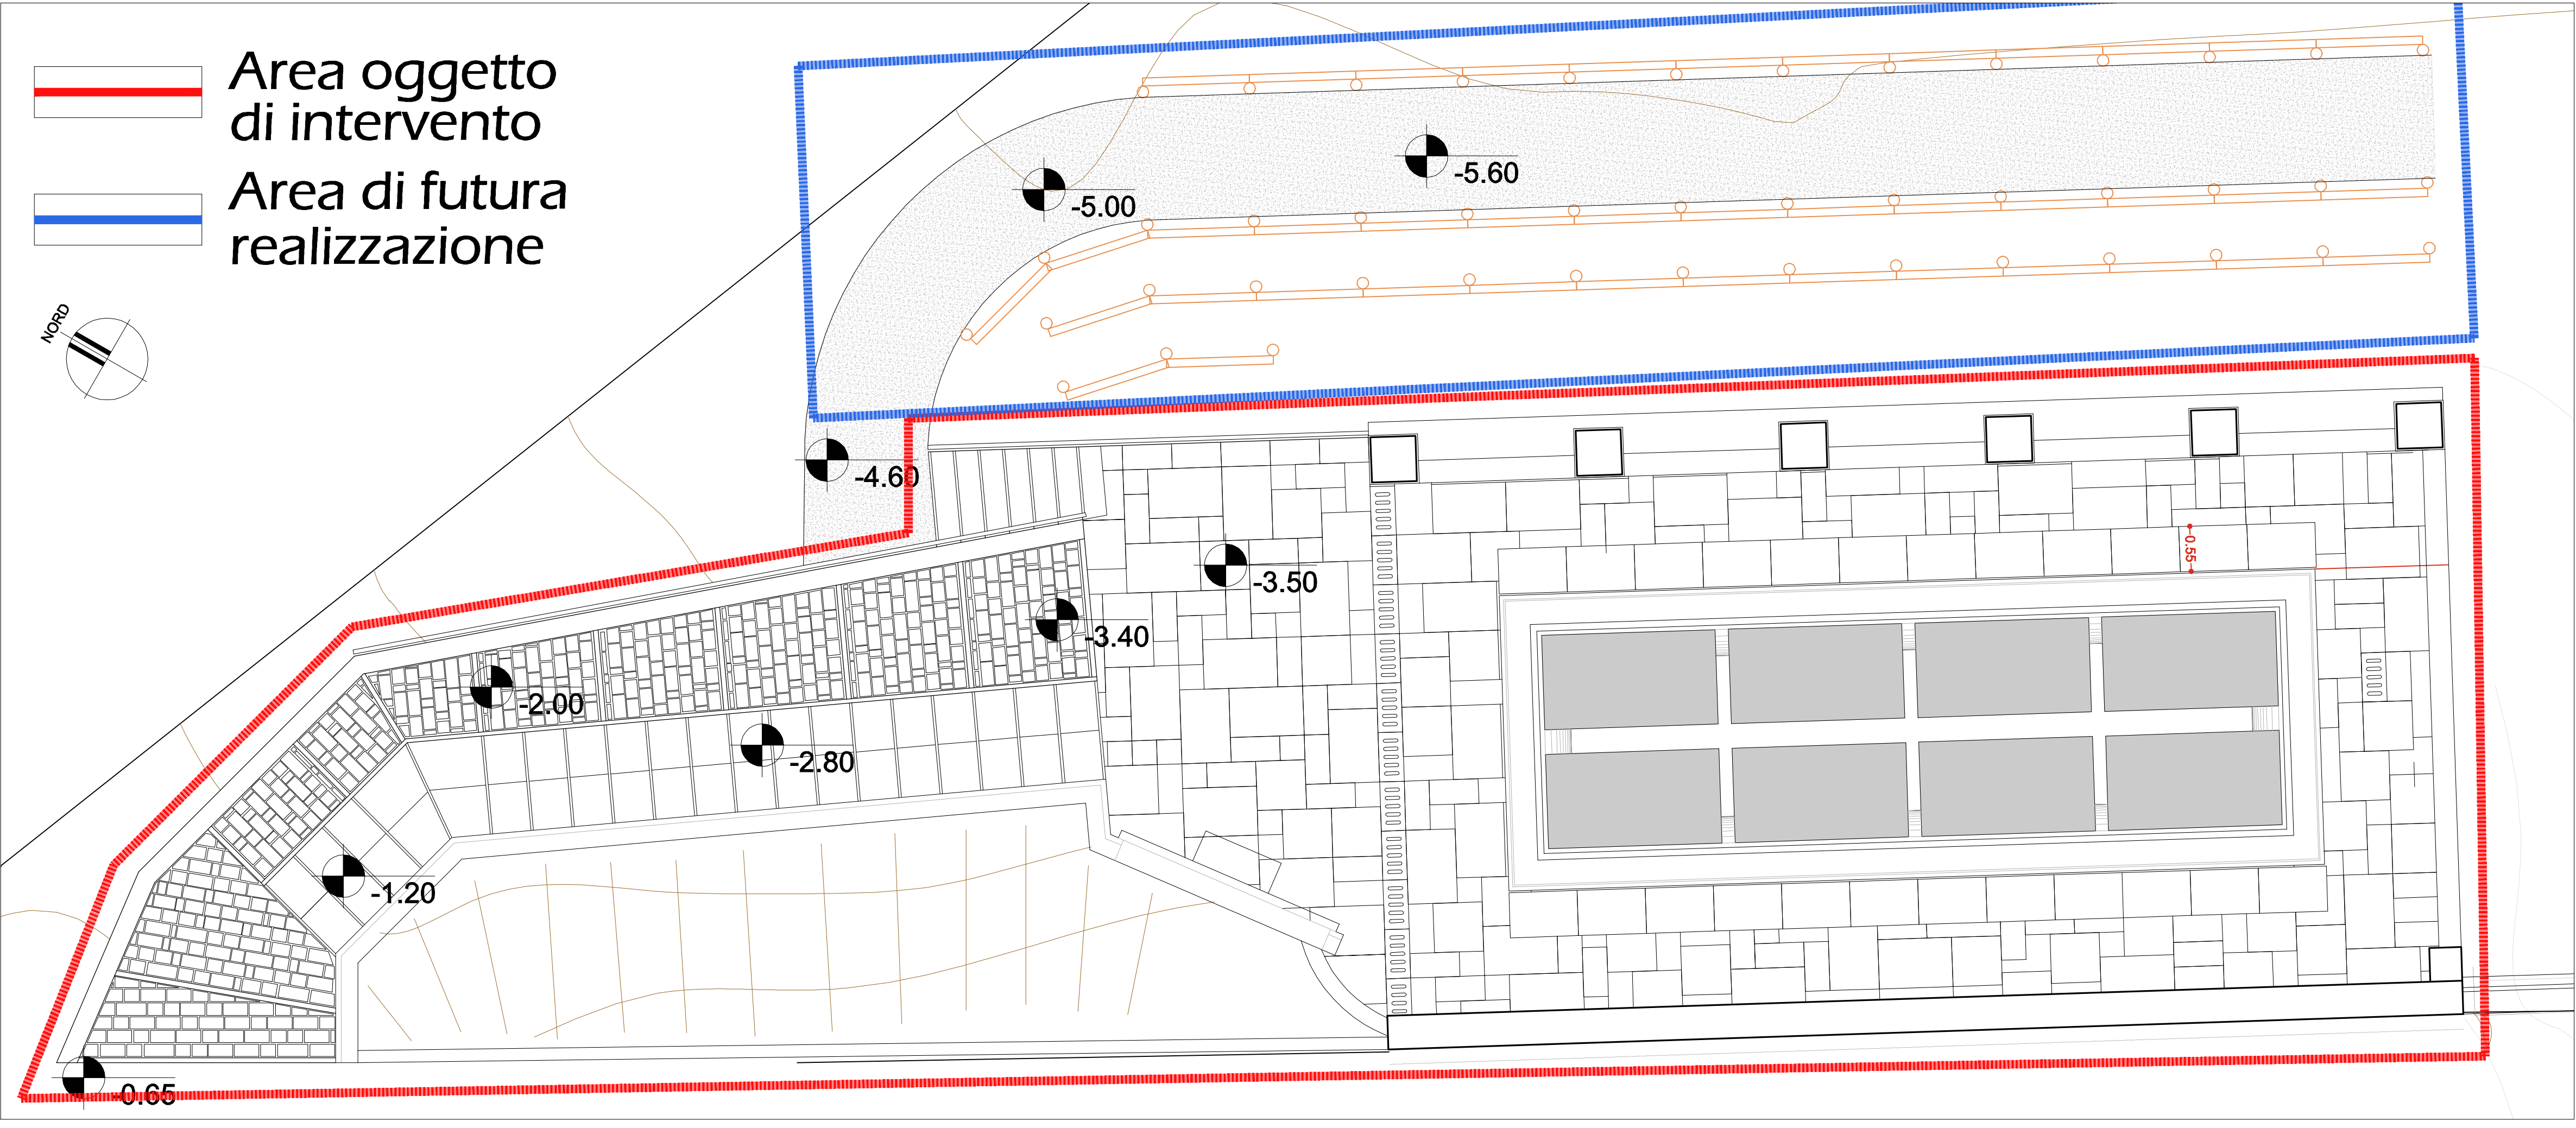 Area oggetto
di intervento
Area di futura
realizzazione
NORD
-5.60
-5.00
-4.60
-3.50
0.55
-3.40
-2.00
-2.80
-1.20
-0.65